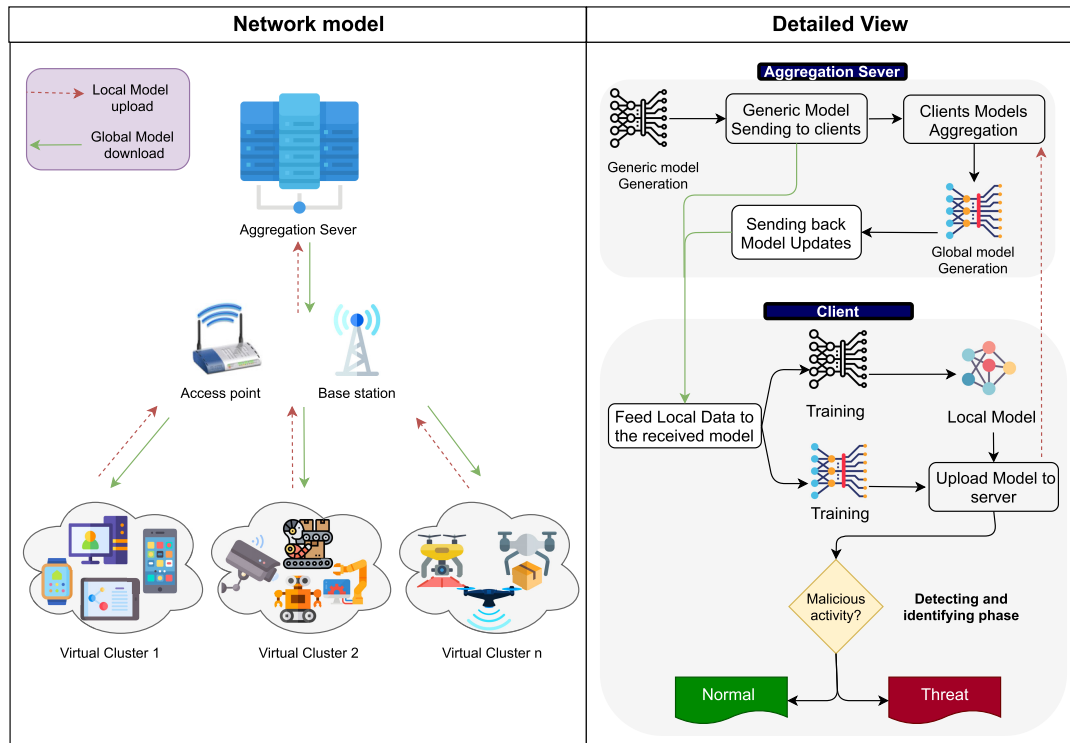 Network model
Detailed View
Local Model
upload
Global Model
download
Aggregation Sever
Access point
Base station
Virtual Cluster 1
Virtual Cluster 2
Virtual Cluster n
Aggregation Sever
Generic model
Generation
Generic Model
Sending to clients
Clients Models
Aggregation
Sending back
Model Updates
Global model
Generation
Client
Feed Local Data to
the received model
Training
Local Model
Training
Upload Model to
server
Malicious
activity?
Detecting and
identifying phase
Normal
Threat